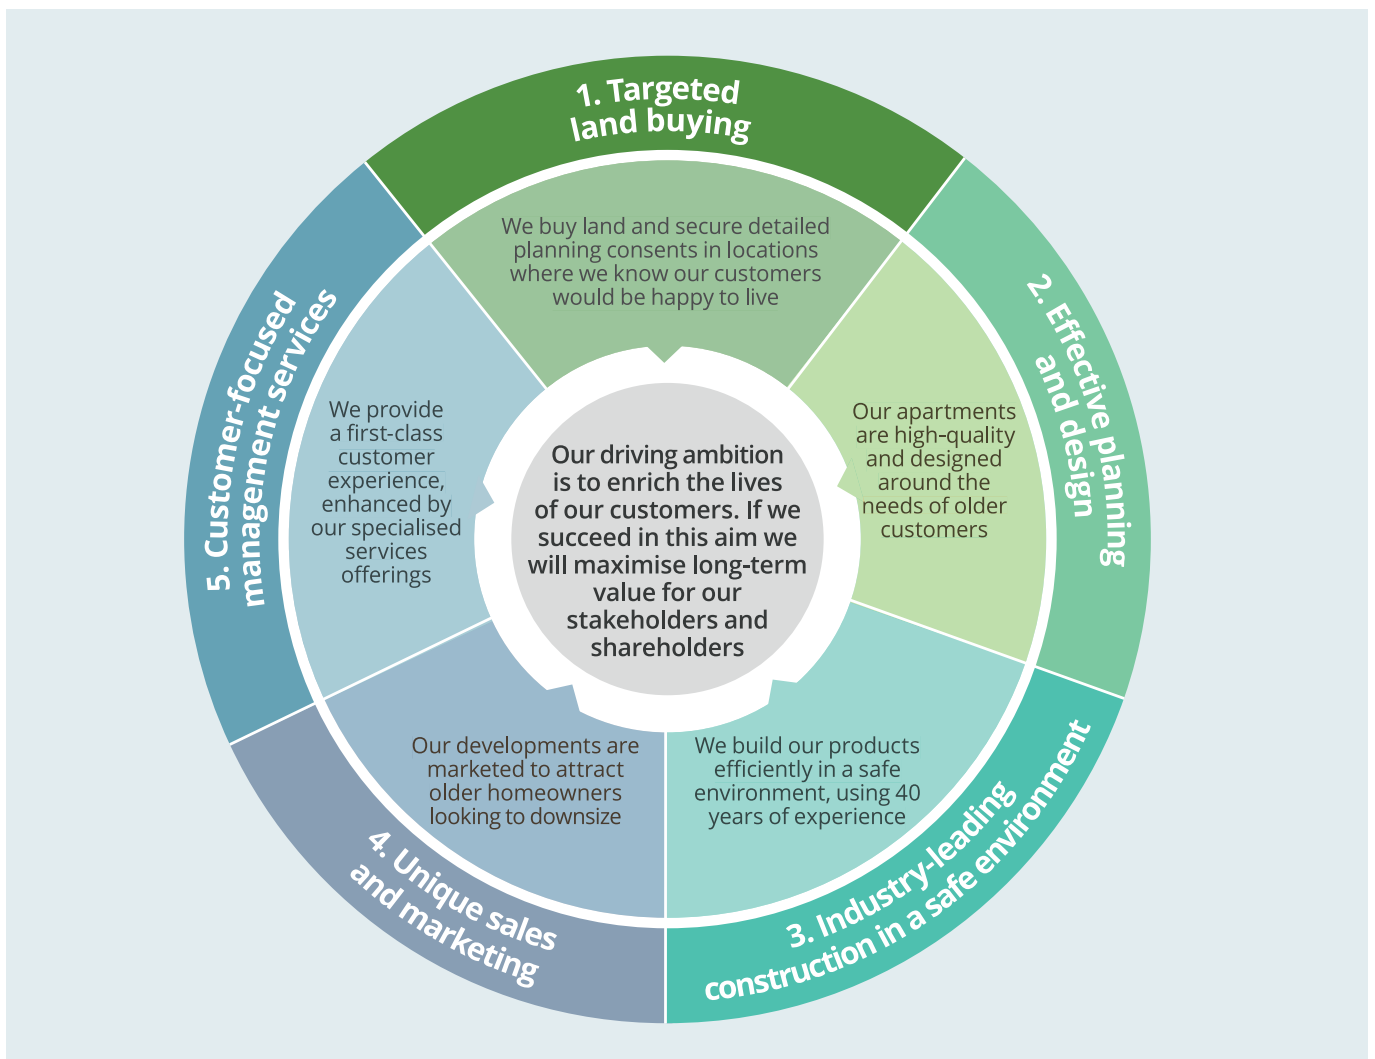 1. Targeted
land buying
We buy land and secure detailed
planning consents in locations
where we know our customers
would be happy to live
2. Effective planning
and design
Our apartments
are high-quality
and designed
around the
needs of older
customers
3. Industry-leading
construction in a safe environment
We build our products
efficiently in a safe
environment, using 40
years of experience
4. Unique sales
and marketing
Our developments are
marketed to attract
older homeowners
looking to downsize
5. Customer-focused
management services
We provide
a first-class
customer
experience,
enhanced by
our specialised
services
offerings
Our driving ambition
is to enrich the lives
of our customers. If we
succeed in this aim we
will maximise long-term
value for our
stakeholders and
shareholders